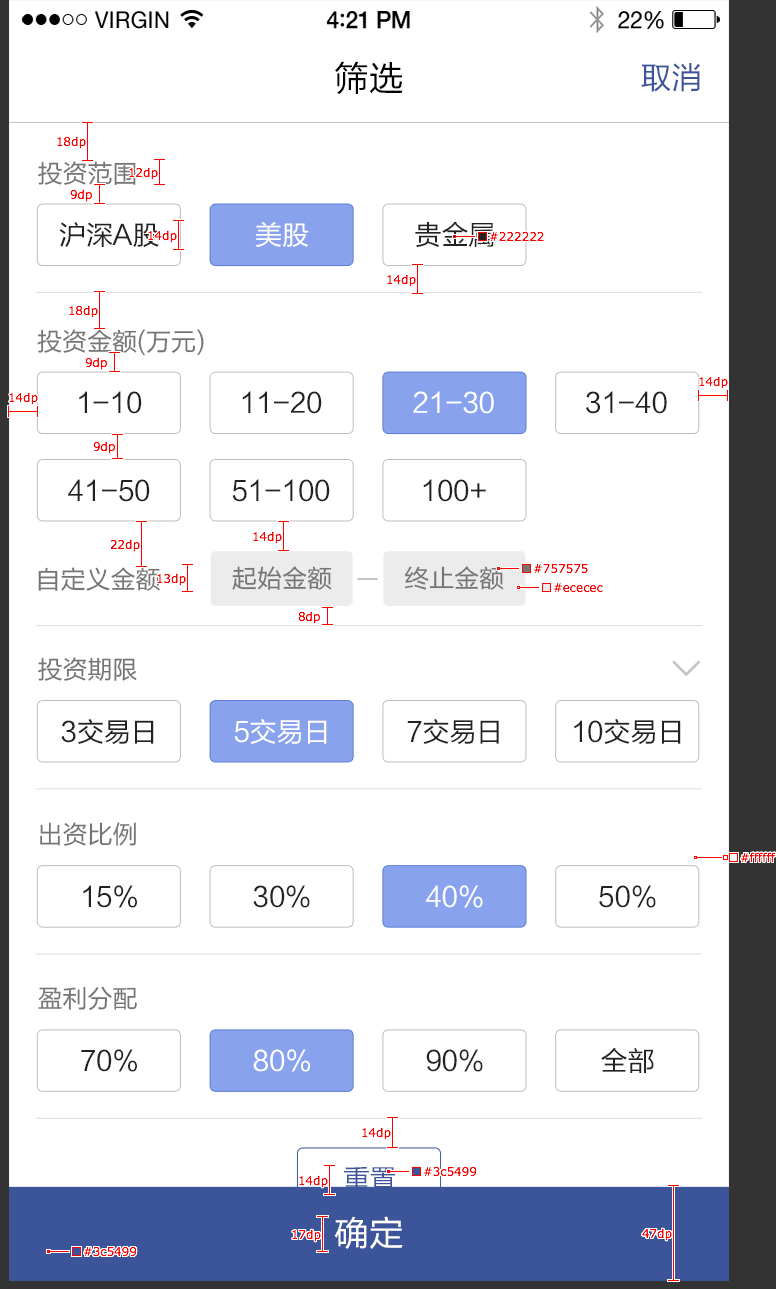 VIRGIN 4:21 PM 22%
筛选 取消
18dp
投资范围 12dp
9dp
沪深A股 14dp 美股 贵金属 #222222
14dp
18dp
投资金额(万元)
9dp
14dp 1-10 11-20 21-30 31-40 14dp
9dp
41-50 51-100 100+
22dp 14dp
自定义金额 13dp 起始金额 — 终止金额 #757575
#ececec
8dp
投资期限
3交易日 5交易日 7交易日 10交易日
出资比例
#ffffff
15% 30% 40% 50%
盈利分配
70% 80% 90% 全部
14dp
14dp 重置 #3c5499
17dp 确定 47dp
#3c5499